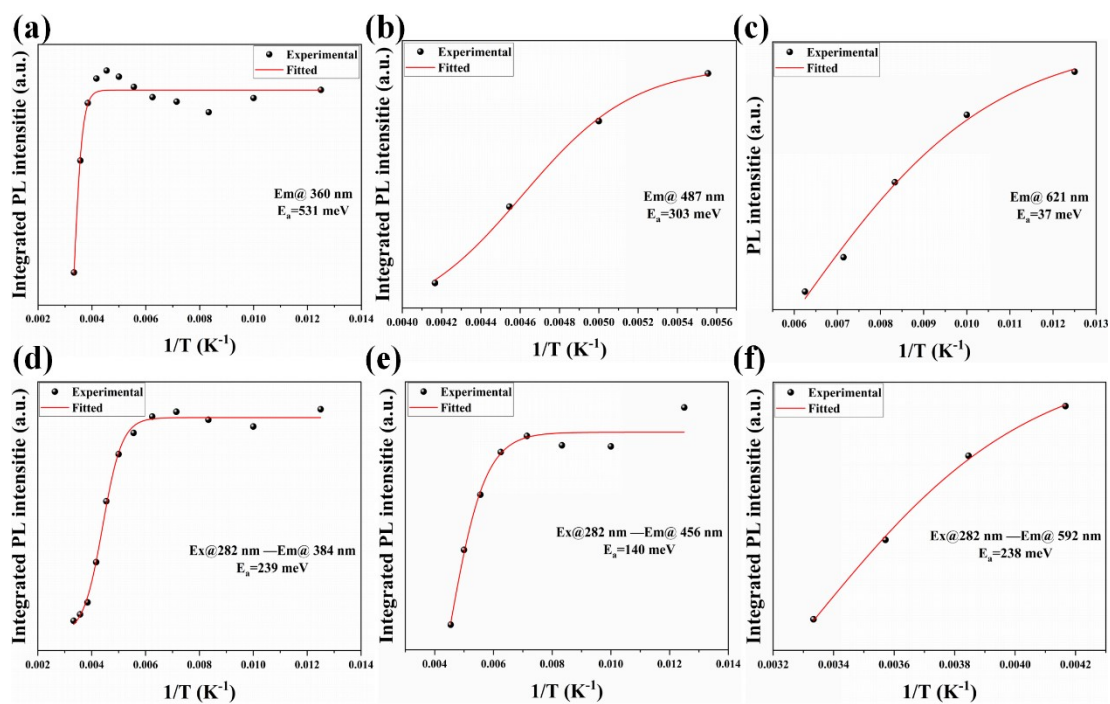 (a)
Integrated PL intensitie (a.u.)
Experimental
Fitted
Em@ 360 nm
Eₐ=531 meV
0.002 0.004 0.006 0.008 0.010 0.012 0.014
1/T (K⁻¹)
(b)
Integrated PL intensitie (a.u.)
Experimental
Fitted
Em@ 487 nm
Eₐ=303 meV
0.0040 0.0042 0.0044 0.0046 0.0048 0.0050 0.0052 0.0054 0.0056
1/T (K⁻¹)
(c)
PL intensitie (a.u.)
Experimental
Fitted
Em@ 621 nm
Eₐ=37 meV
0.006 0.007 0.008 0.009 0.010 0.011 0.012 0.013
1/T (K⁻¹)
(d)
Integrated PL intensitie (a.u.)
Experimental
Fitted
Ex@282 nm —Em@ 384 nm
Eₐ=239 meV
0.002 0.004 0.006 0.008 0.010 0.012 0.014
1/T (K⁻¹)
(e)
Integrated PL intensitie (a.u.)
Experimental
Fitted
Ex@282 nm —Em@ 456 nm
Eₐ=140 meV
0.004 0.006 0.008 0.010 0.012 0.014
1/T (K⁻¹)
(f)
Integrated PL intensitie (a.u.)
Experimental
Fitted
Ex@282 nm —Em@ 592 nm
Eₐ=238 meV
0.0032 0.0034 0.0036 0.0038 0.0040 0.0042
1/T (K⁻¹)